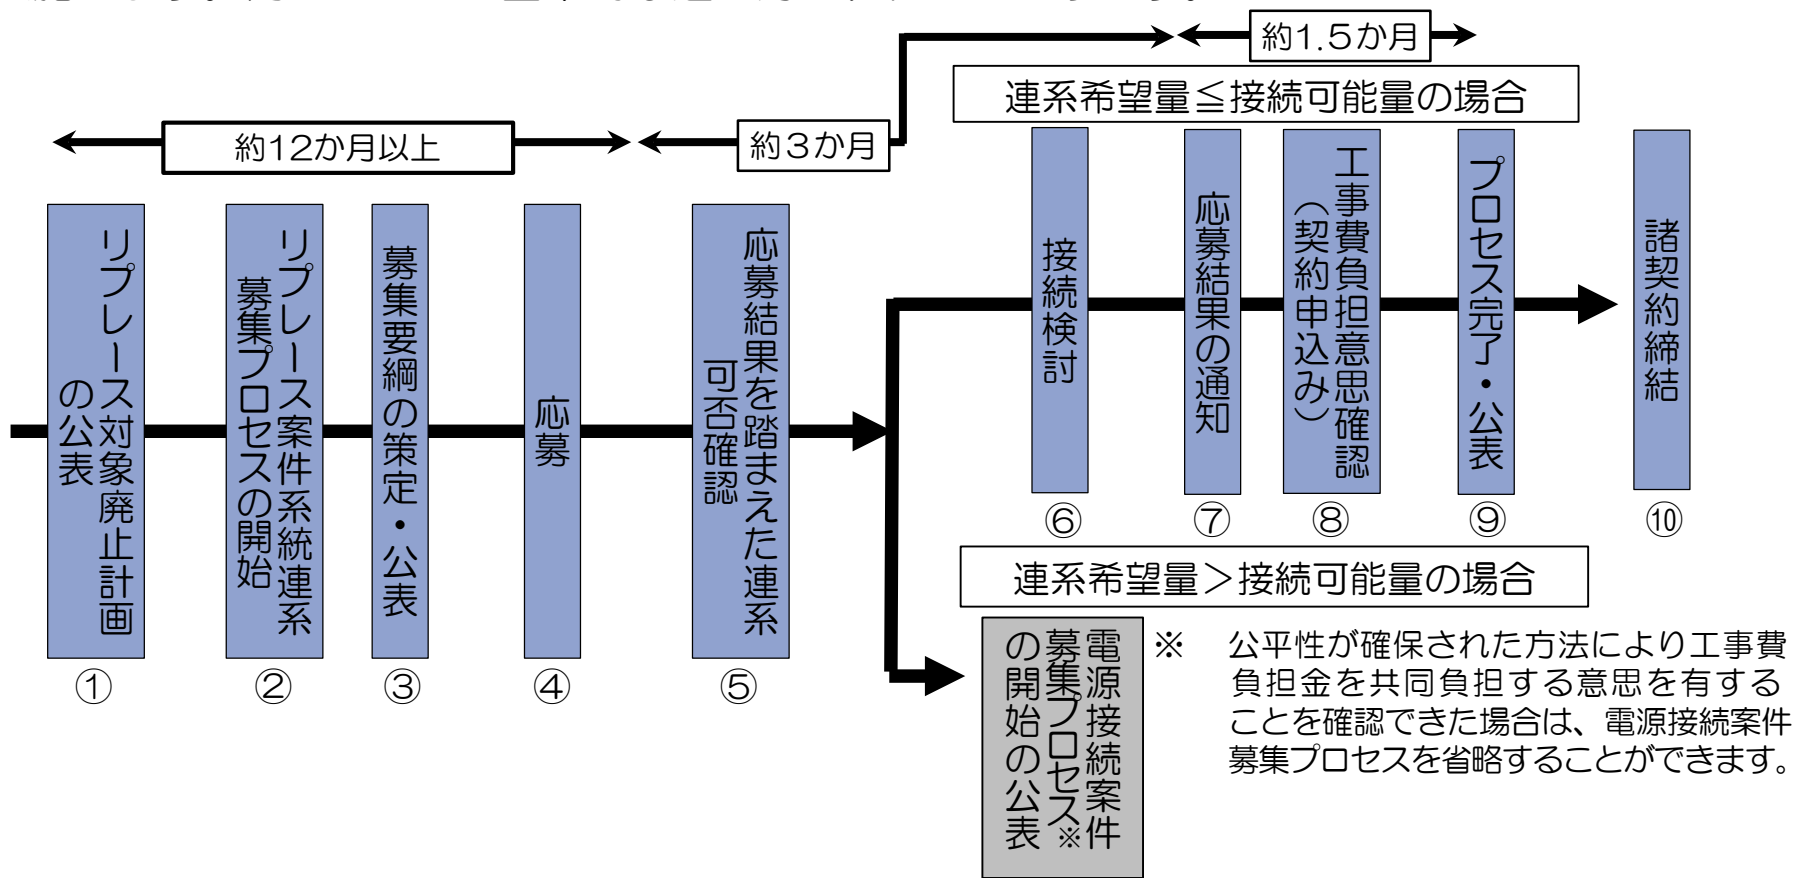 約1.5か月
連系希望量≦接続可能量の場合
約12か月以上
約3か月
リプレース対象廃止計画
の公表
①
リプレース案件系統連系
募集プロセスの開始
②
募集要綱の策定・公表
③
応募
④
応募結果を踏まえた連系
可否確認
⑤
接続検討
⑥
応募結果の通知
⑦
工事費負担意思確認
（契約申込み）
⑧
プロセス完了・公表
⑨
諸契約締結
⑩
連系希望量＞接続可能量の場合
電源接続案件
募集プロセス※
の開始の公表
※　公平性が確保された方法により工事費
負担金を共同負担する意思を有する
ことを確認できた場合は、電源接続案件
募集プロセスを省略することができます。